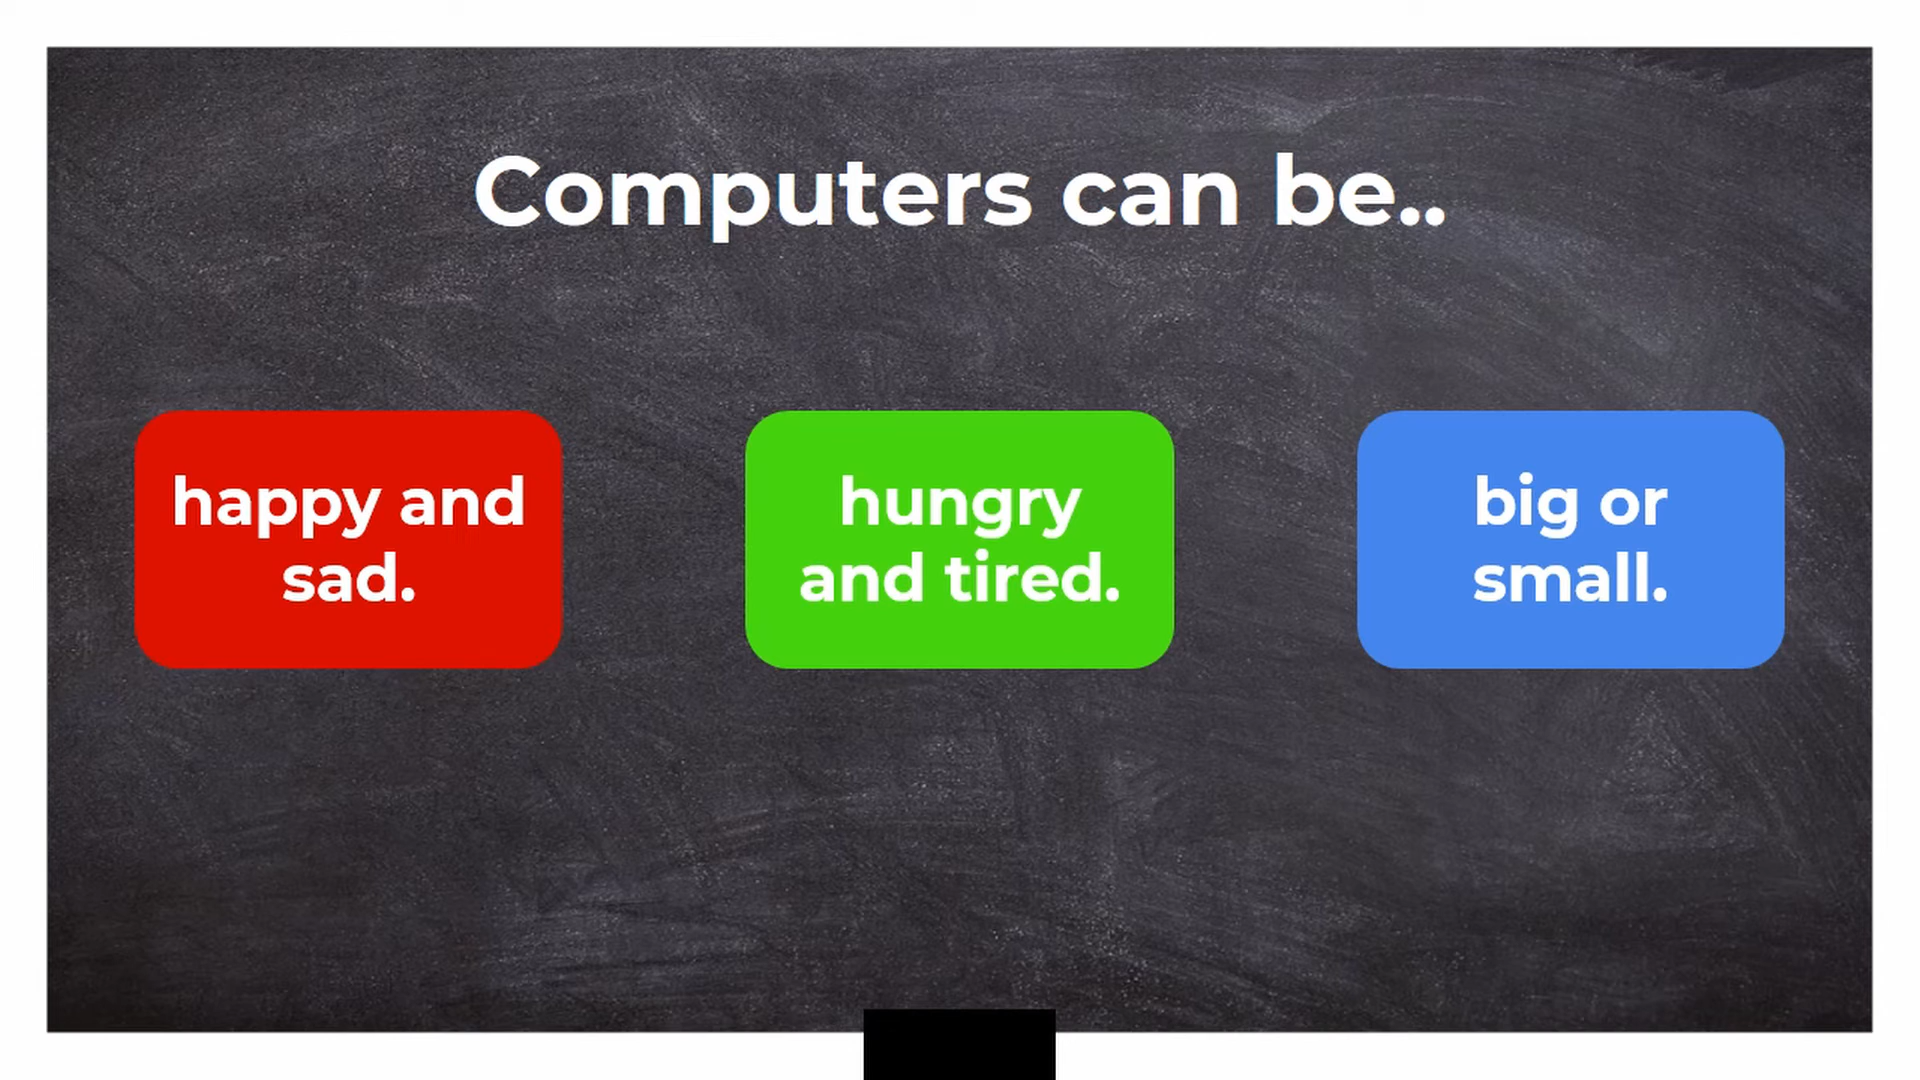 Computers can be..
happy and
sad.
hungry
and tired.
big or
small.